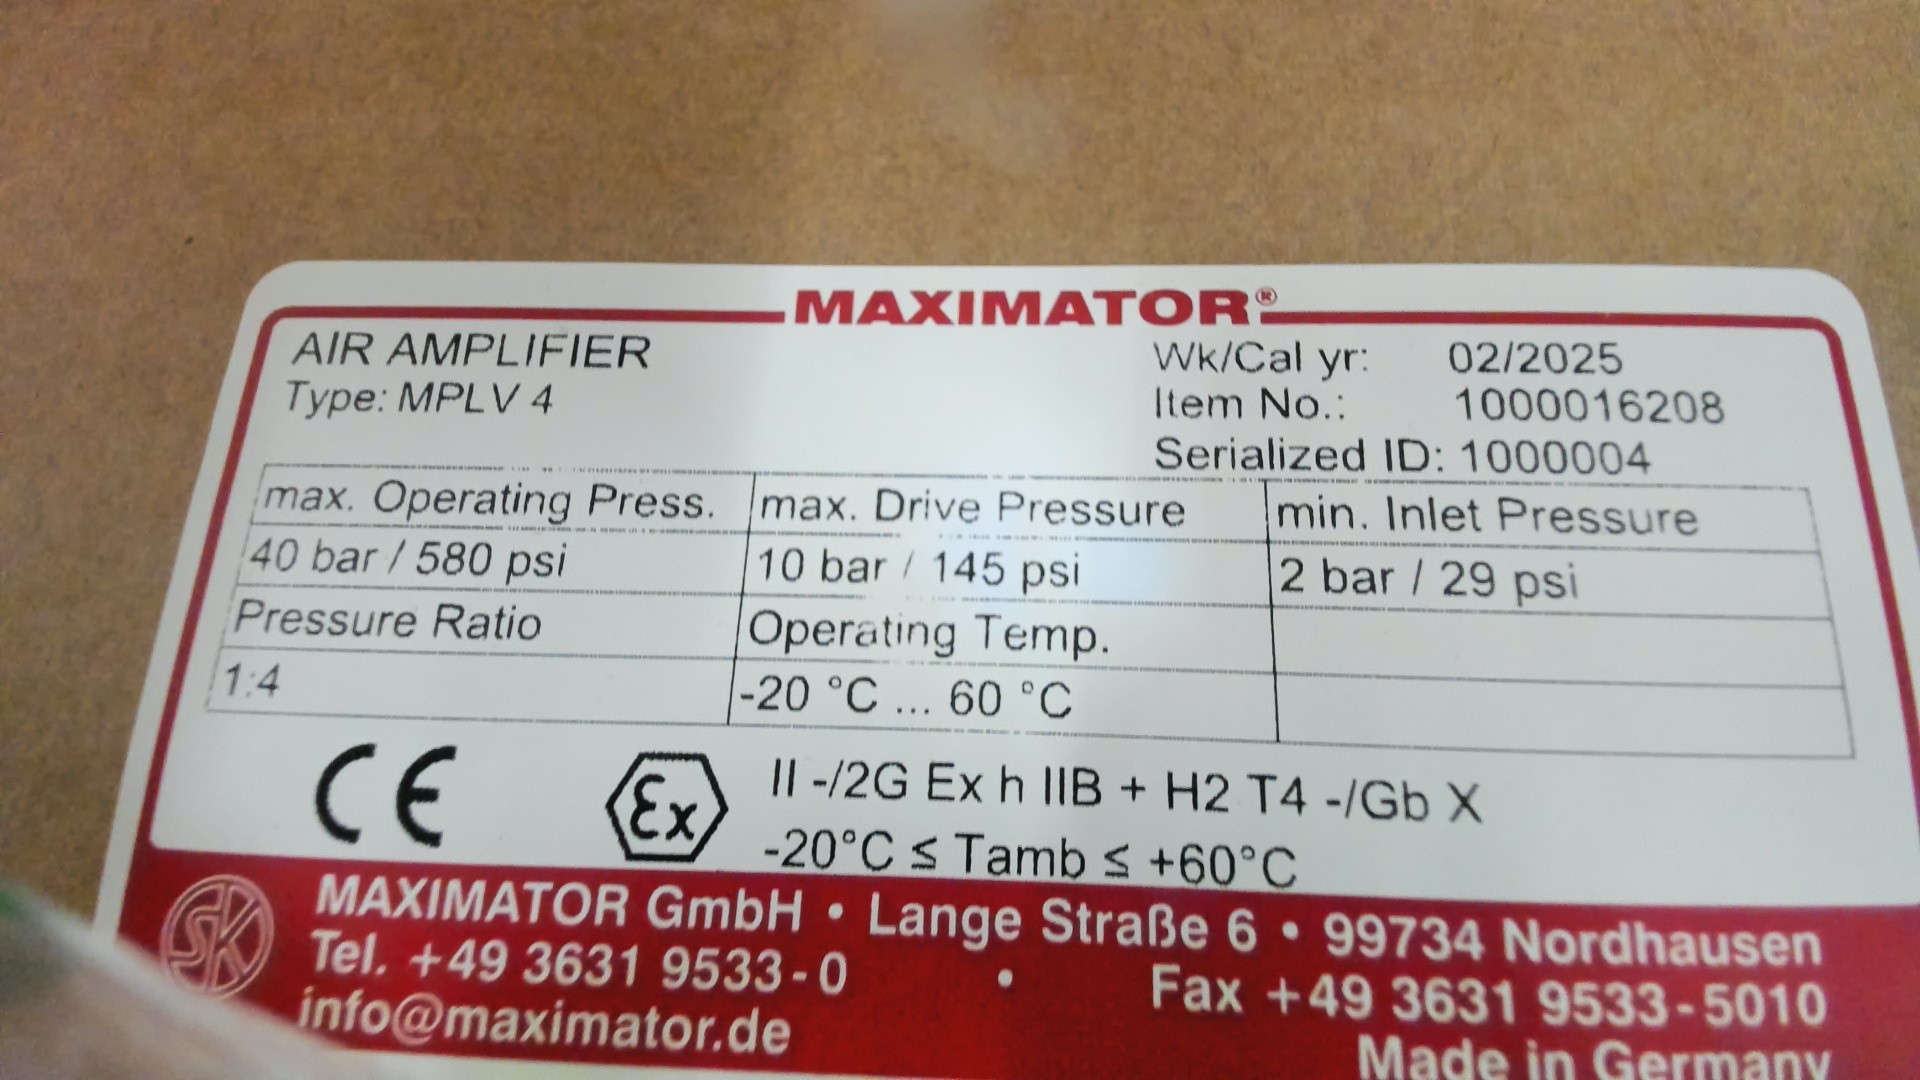 MAXIMATOR®
AIR AMPLIFIER
Type: MPLV 4
Wk/Cal yr: 02/2025
Item No.: 1000016208
Serialized ID: 1000004
max. Operating Press. max. Drive Pressure min. Inlet Pressure
40 bar / 580 psi 10 bar / 145 psi 2 bar / 29 psi
Pressure Ratio Operating Temp.
1:4 -20 °C ... 60 °C
CE Ex II -/2G Ex h IIB + H2 T4 -/Gb X
-20°C ≤ Tamb ≤ +60°C
SK MAXIMATOR GmbH • Lange Straße 6 • 99734 Nordhausen
Tel. +49 3631 9533-0 • Fax +49 3631 9533-5010
info@maximator.de
Made in Germany